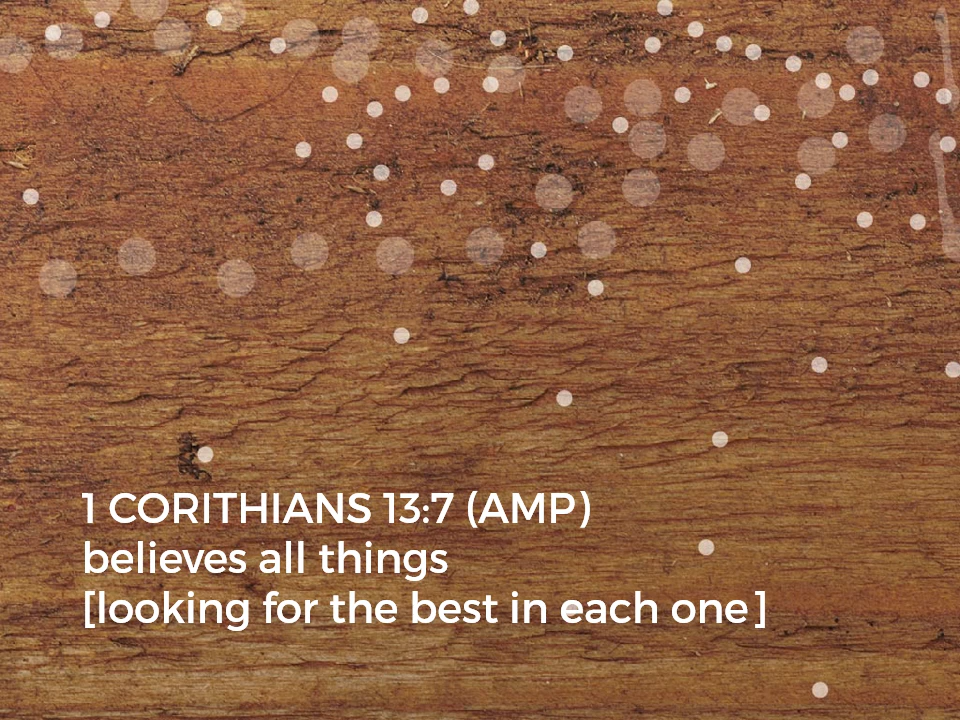 1 CORITHIANS 13:7 (AMP)
believes all things
[looking for the best in each one]